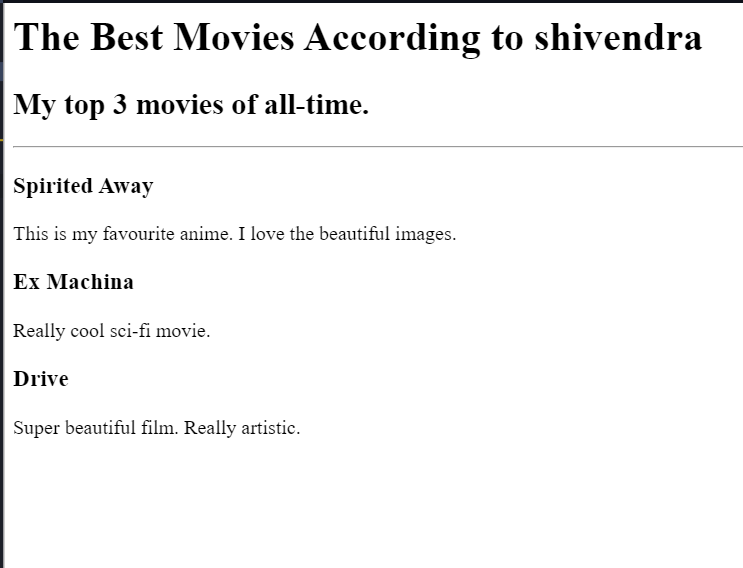 The Best Movies According to shivendra
My top 3 movies of all-time.
Spirited Away
This is my favourite anime. I love the beautiful images.
Ex Machina
Really cool sci-fi movie.
Drive
Super beautiful film. Really artistic.